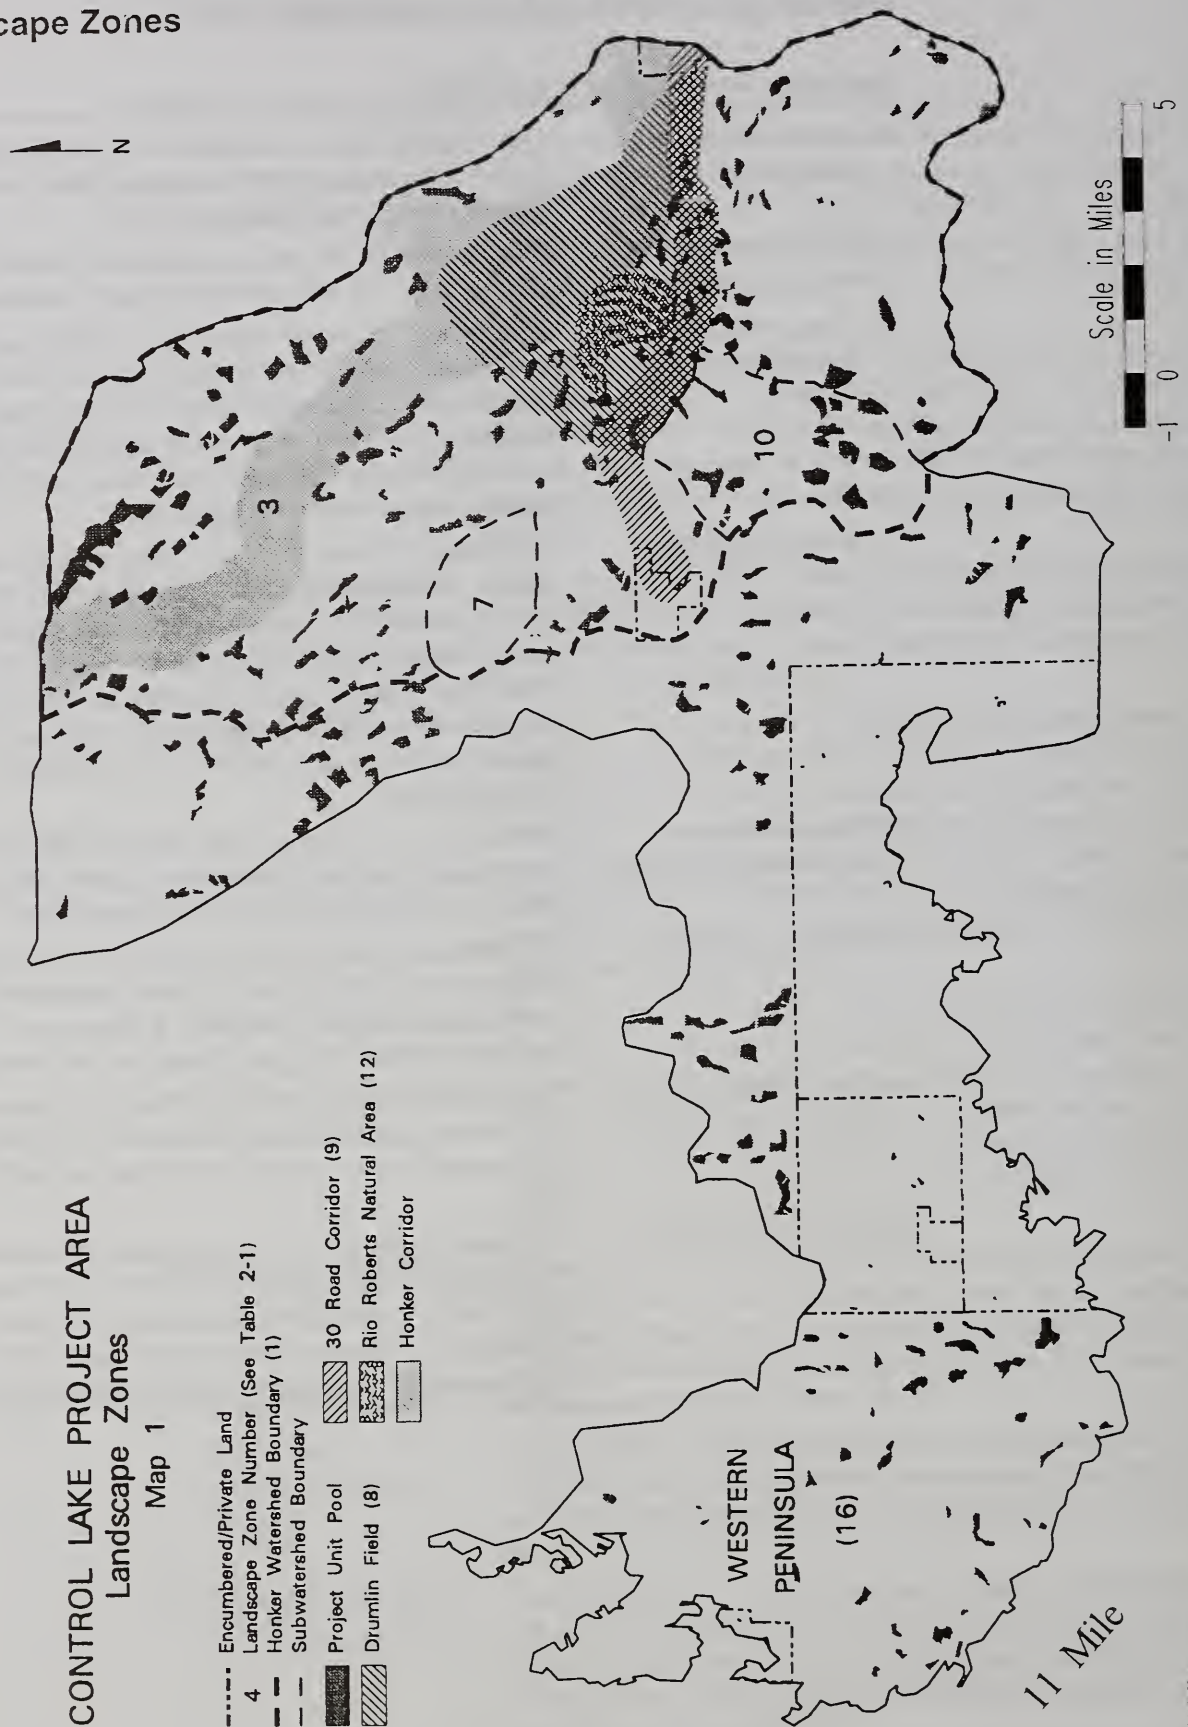 cape Zones
N
CONTROL LAKE PROJECT AREA
Landscape Zones
Map 1
Encumbered/Private Land
4 Landscape Zone Number (See Table 2-1)
Honker Watershed Boundary (1)
Subwatershed Boundary
Project Unit Pool
Drumlin Field (8)
30 Road Corridor (9)
Rio Roberts Natural Area (12)
Honker Corridor
3
7
10
WESTERN
PENINSULA
(16)
11 Mile
Scale in Miles
-1 0 5